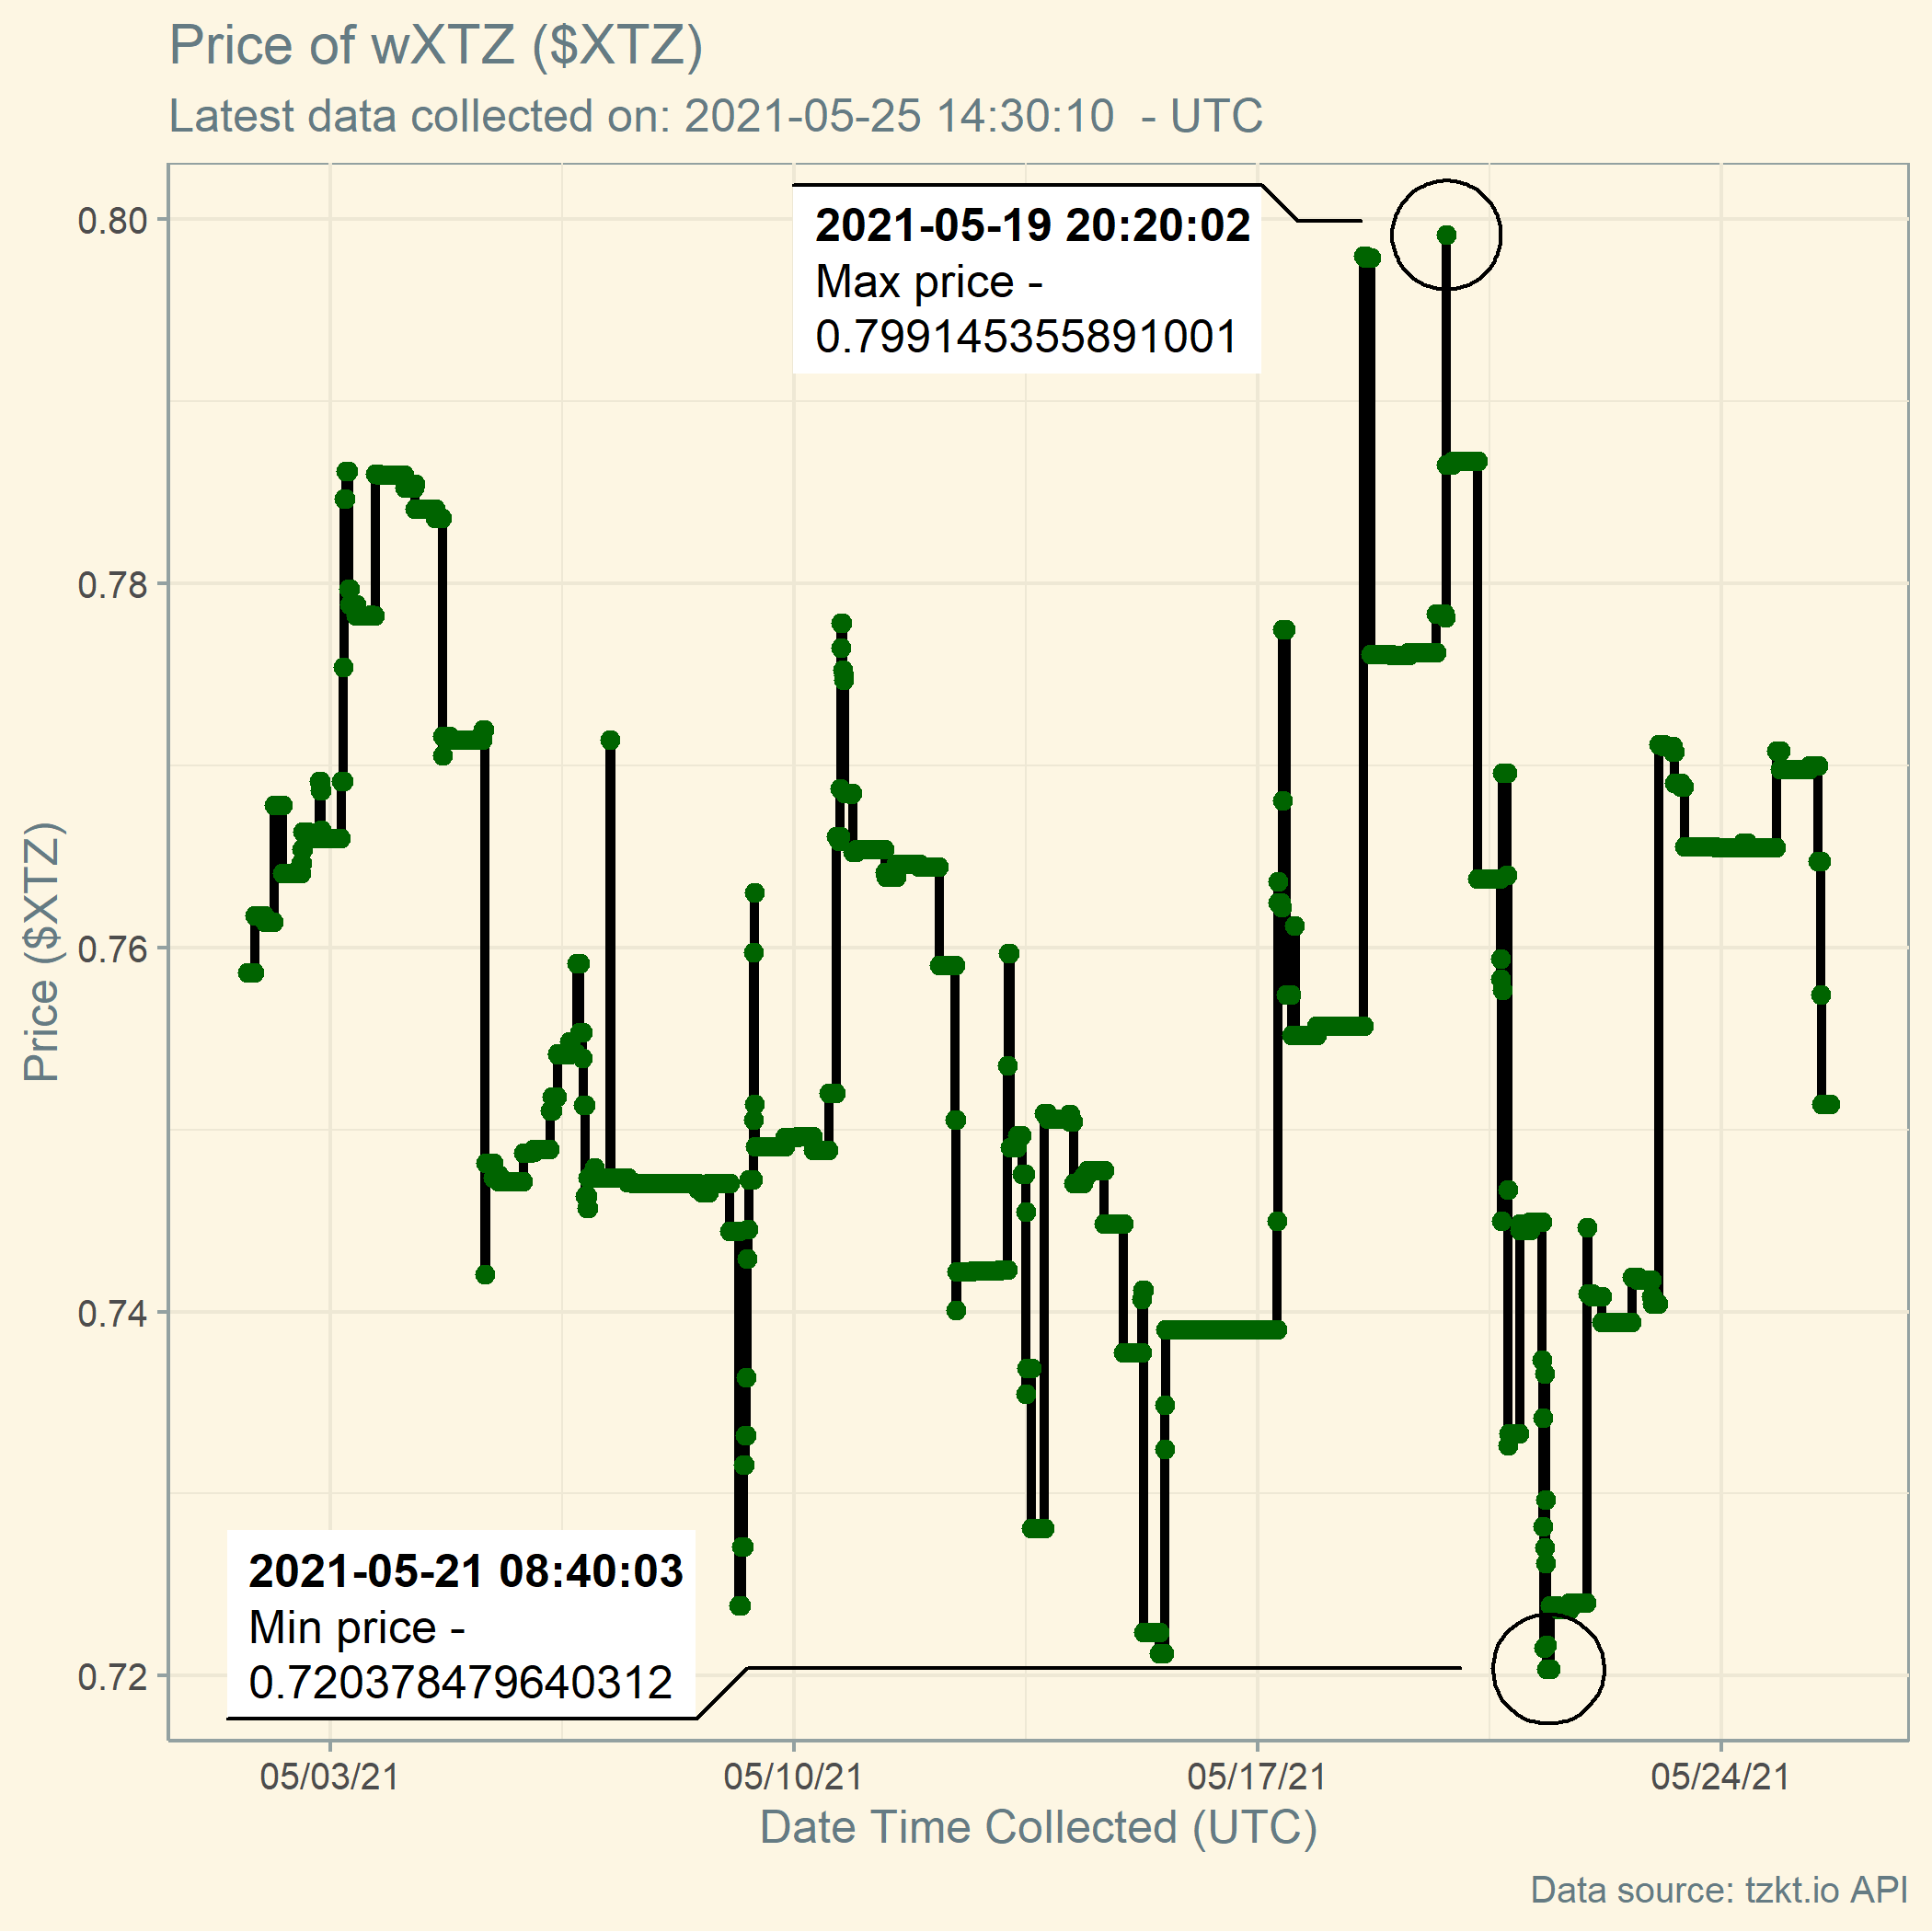 Price of wXTZ ($XTZ)
Latest data collected on: 2021-05-25 14:30:10  - UTC
2021-05-19 20:20:02
Max price -
0.799145355891001
0.80
0.78
0.76
0.74
0.72
Price ($XTZ)
2021-05-21 08:40:03
Min price -
0.720378479640312
05/03/21
05/10/21
05/17/21
05/24/21
Date Time Collected (UTC)
Data source: tzkt.io API